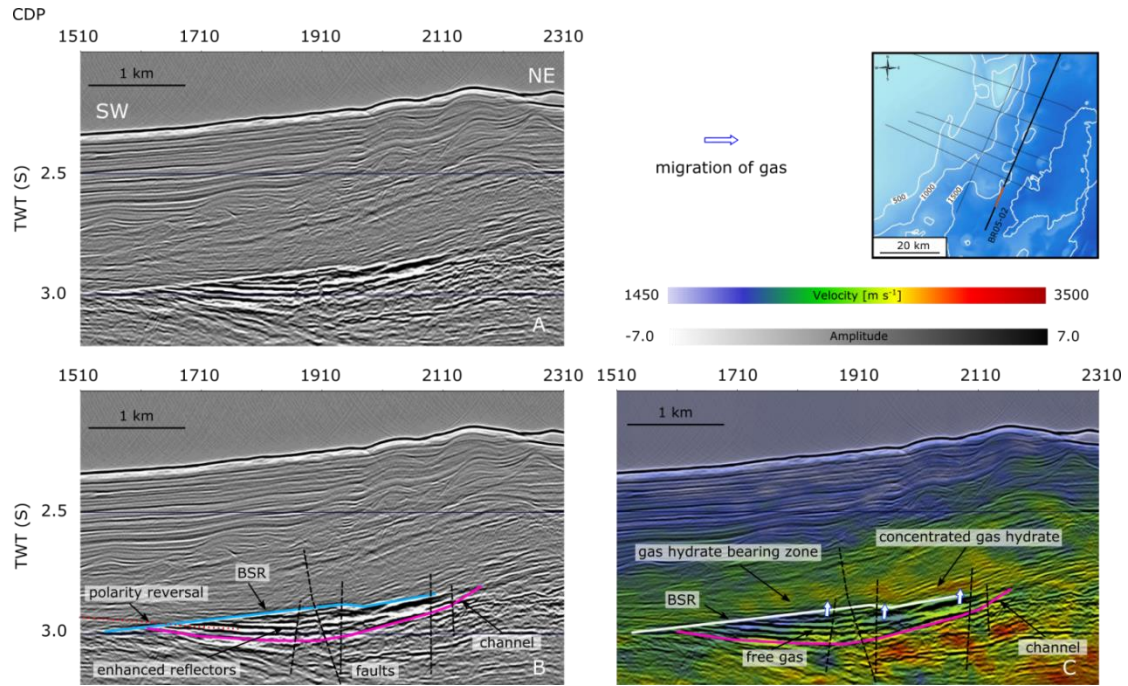 CDP
1510 1710 1910 2110 2310
1 km
NE
SW
2.5
TWT (S)
3.0
A
migration of gas
500
1000
1500
BR05-02
20 km
1450 Velocity [m s⁻¹] 3500
-7.0 Amplitude 7.0
1510 1710 1910 2110 2310
1 km
2.5
TWT (S)
BSR
polarity reversal
3.0
channel
enhanced reflectors
faults
B
1510 1710 1910 2110 2310
1 km
concentrated gas hydrate
gas hydrate bearing zone
BSR
free gas
channel
C